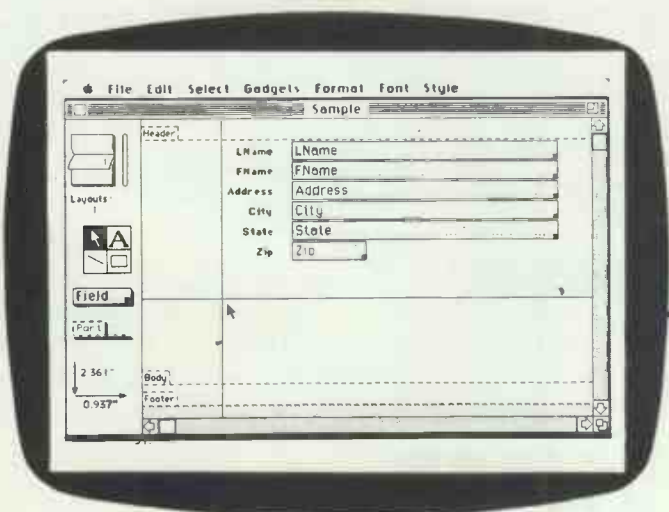 File Edit Select Gadgets Format Font Style
Sample
Header
LName LName
FName FName
Address Address
City City
State State
Zip Zip
Layouts:
1
A
Field
Part
2.361"
0.937"
Body
Footer